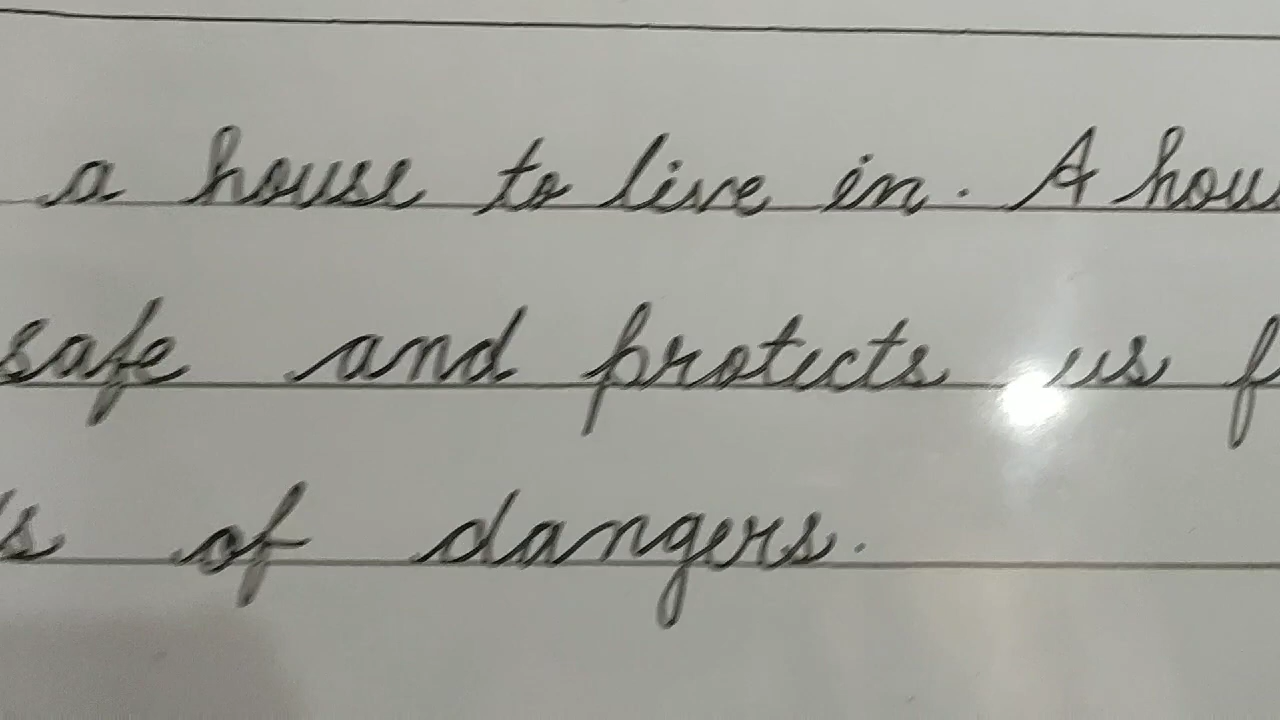 a house to live in. A hou
safe and protects us f
s of dangers.